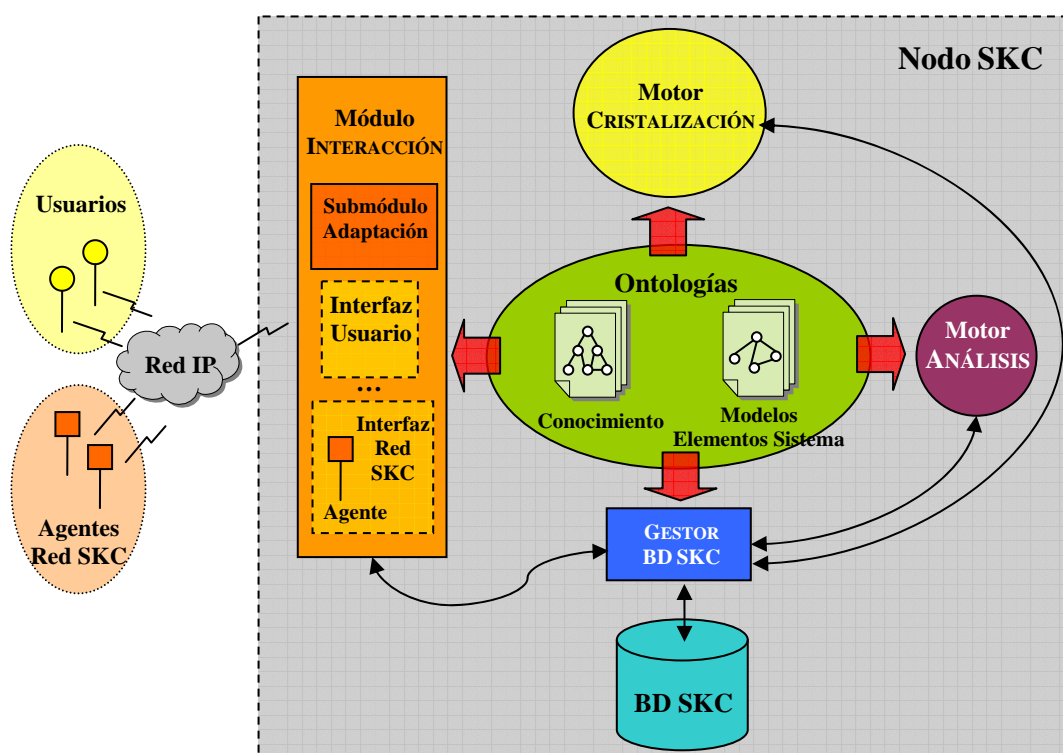 Nodo SKC
Motor
CRISTALIZACIÓN
Módulo
INTERACCIÓN
Submódulo
Adaptación
Interfaz
Usuario
...
Interfaz
Red
SKC
Agente
Usuarios
Red IP
Agentes
Red SKC
Ontologías
Conocimiento
Modelos
Elementos Sistema
Motor
ANÁLISIS
GESTOR
BD SKC
BD SKC